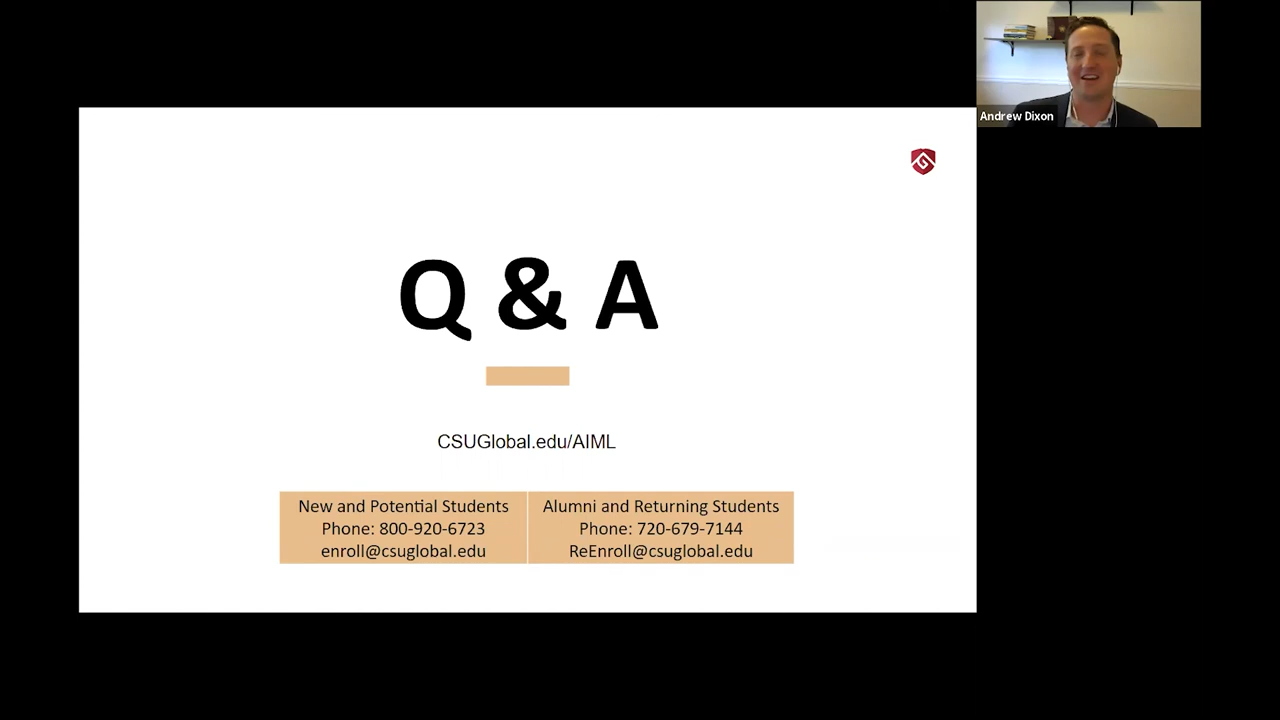 Andrew Dixon
Q & A
CSUGlobal.edu/AIML
New and Potential Students
Phone: 800-920-6723
enroll@csuglobal.edu
Alumni and Returning Students
Phone: 720-679-7144
ReEnroll@csuglobal.edu